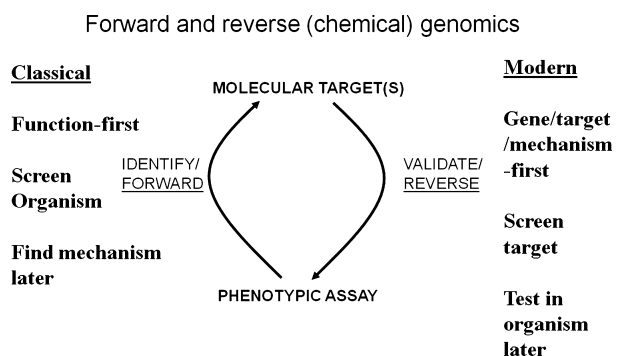 Forward and reverse (chemical) genomics
Classical
Function-first
Screen
Organism
Find mechanism
later
MOLECULAR TARGET(S)
IDENTIFY/
FORWARD
VALIDATE/
REVERSE
PHENOTYPIC ASSAY
Modern
Gene/target
/mechanism
-first
Screen
target
Test in
organism
later